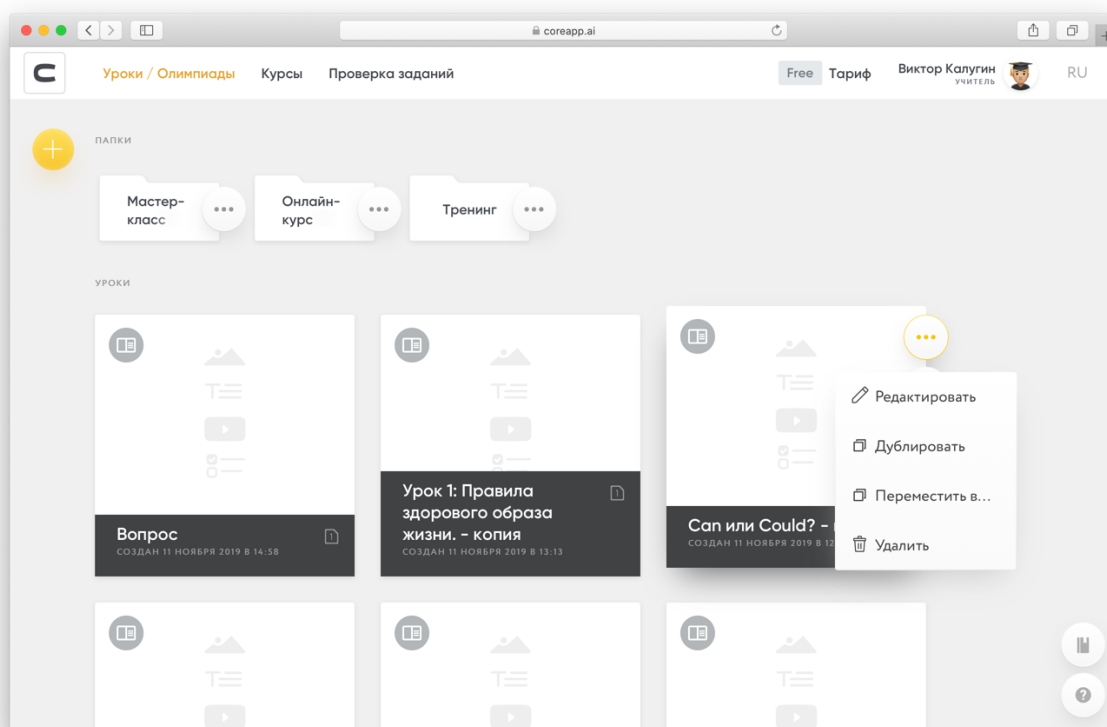 coreapp.ai
Уроки / Олимпиады
Курсы
Проверка заданий
Free
Тариф
Виктор Калугин
УЧИТЕЛЬ
RU
ПАПКИ
Мастер-
класс
Онлайн-
курс
Тренинг
УРОКИ
Вопрос
1
СОЗДАН 11 НОЯБРЯ 2019 В 14:58
Урок 1: Правила
здорового образа
жизни. - копия
1
СОЗДАН 11 НОЯБРЯ 2019 В 13:13
Can или Could? -
СОЗДАН 11 НОЯБРЯ 2019 В 12
Редактировать
Дублировать
Переместить в...
Удалить
?